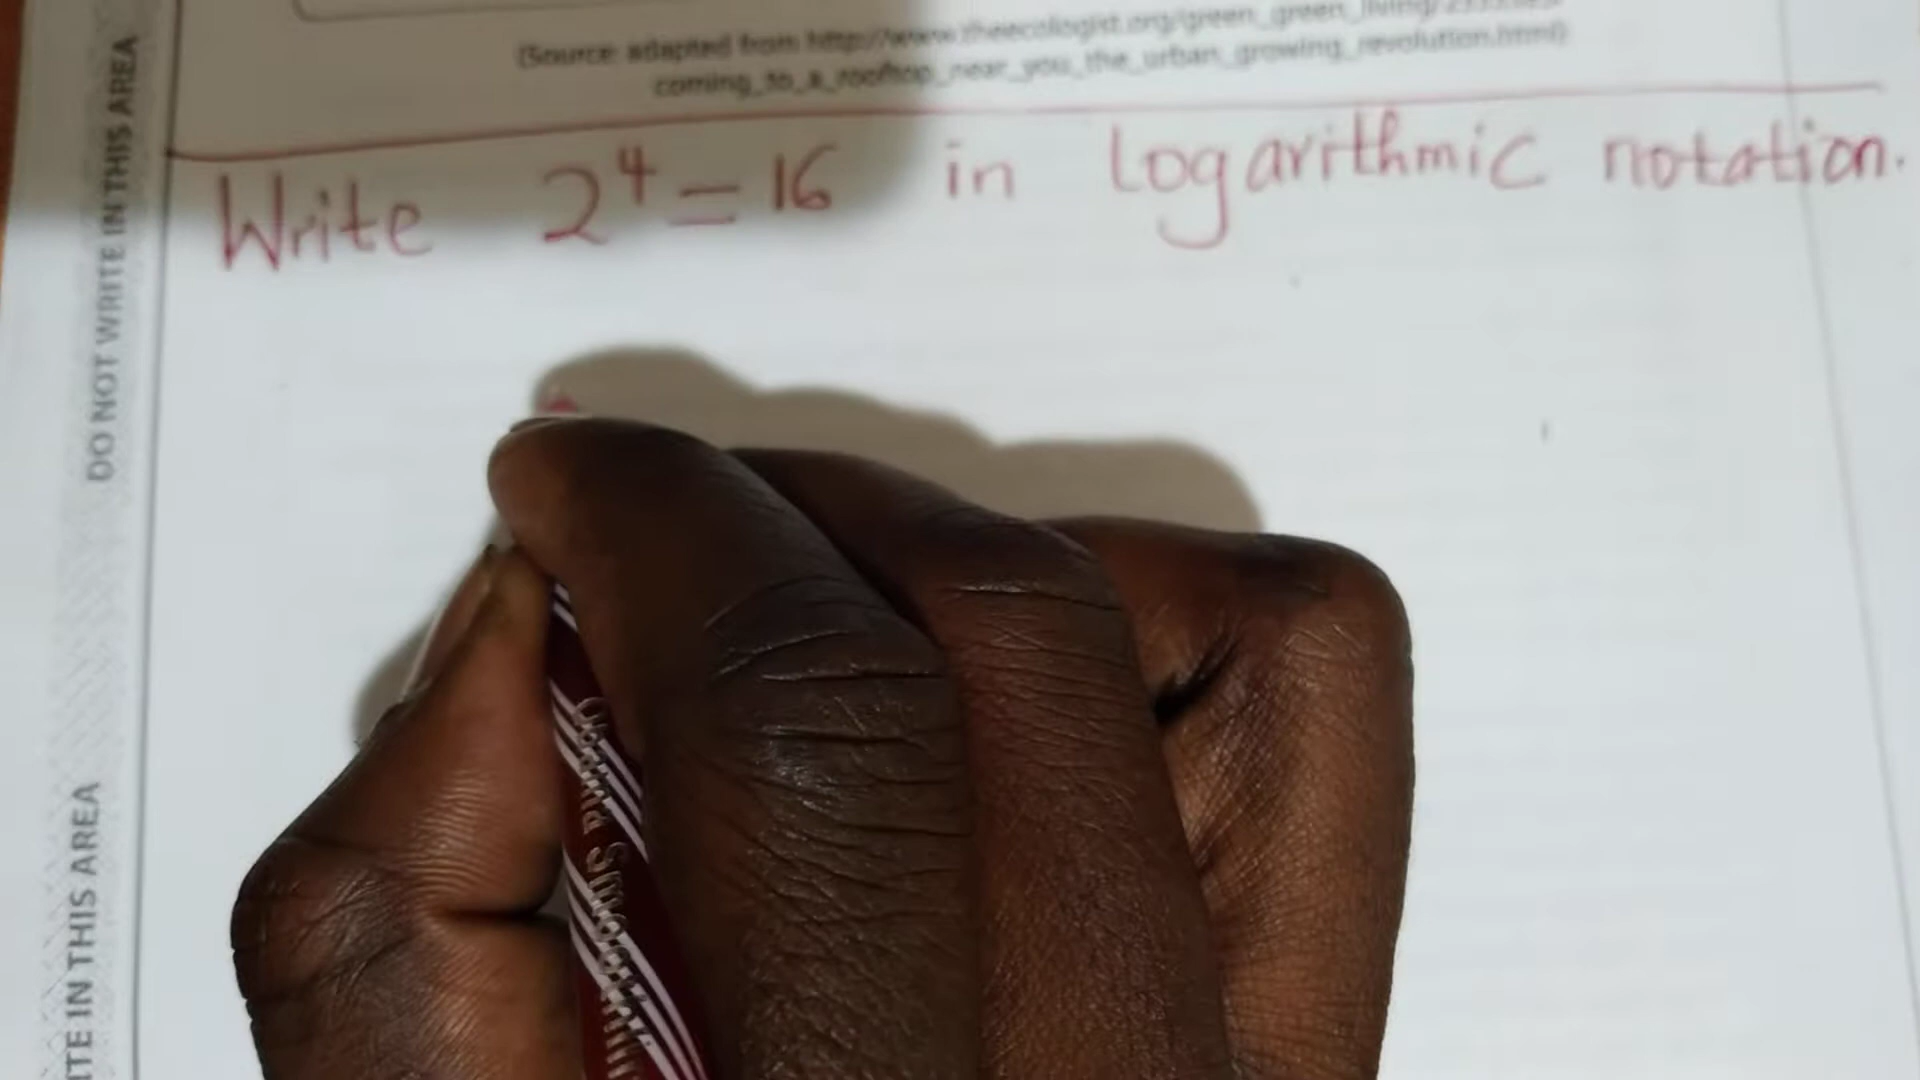 (Source: adapted from http://www.theecologist.org/green_green_living/
coming_to_a_rooftop_near_you_the_urban_growing_revolution.html)
Write 2⁴ = 16 in logarithmic notation.
DO NOT WRITE IN THIS AREA
ITE IN THIS AREA